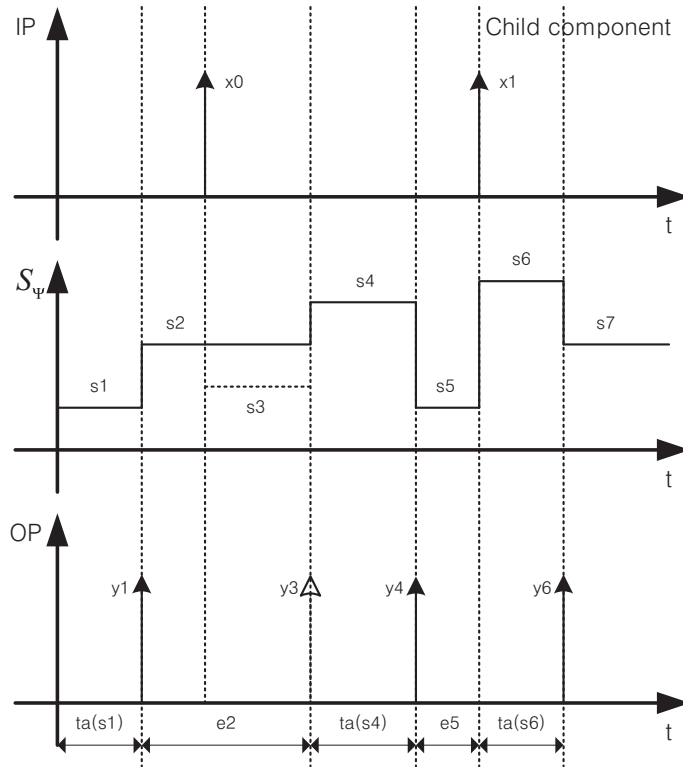 IP
Child component
x0
x1
t
Sψ
s6
s4
s2
s7
s1
s3
s5
t
OP
y1
y3
y4
y6
t
ta(s1)
e2
ta(s4)
e5
ta(s6)